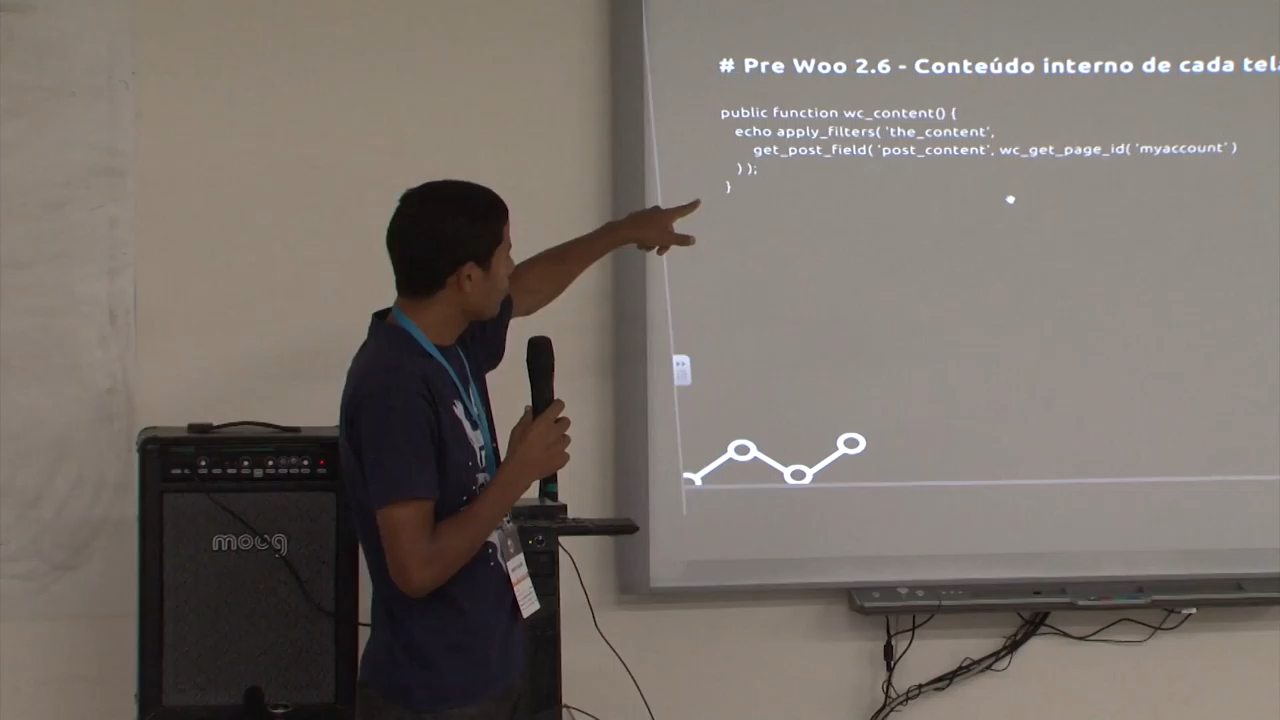 # Pre Woo 2.6 - Conteúdo interno de cada tela
public function wc_content() {
echo apply_filters( 'the_content',
get_post_field( 'post_content', wc_get_page_id( 'myaccount' )
) );
}
moog